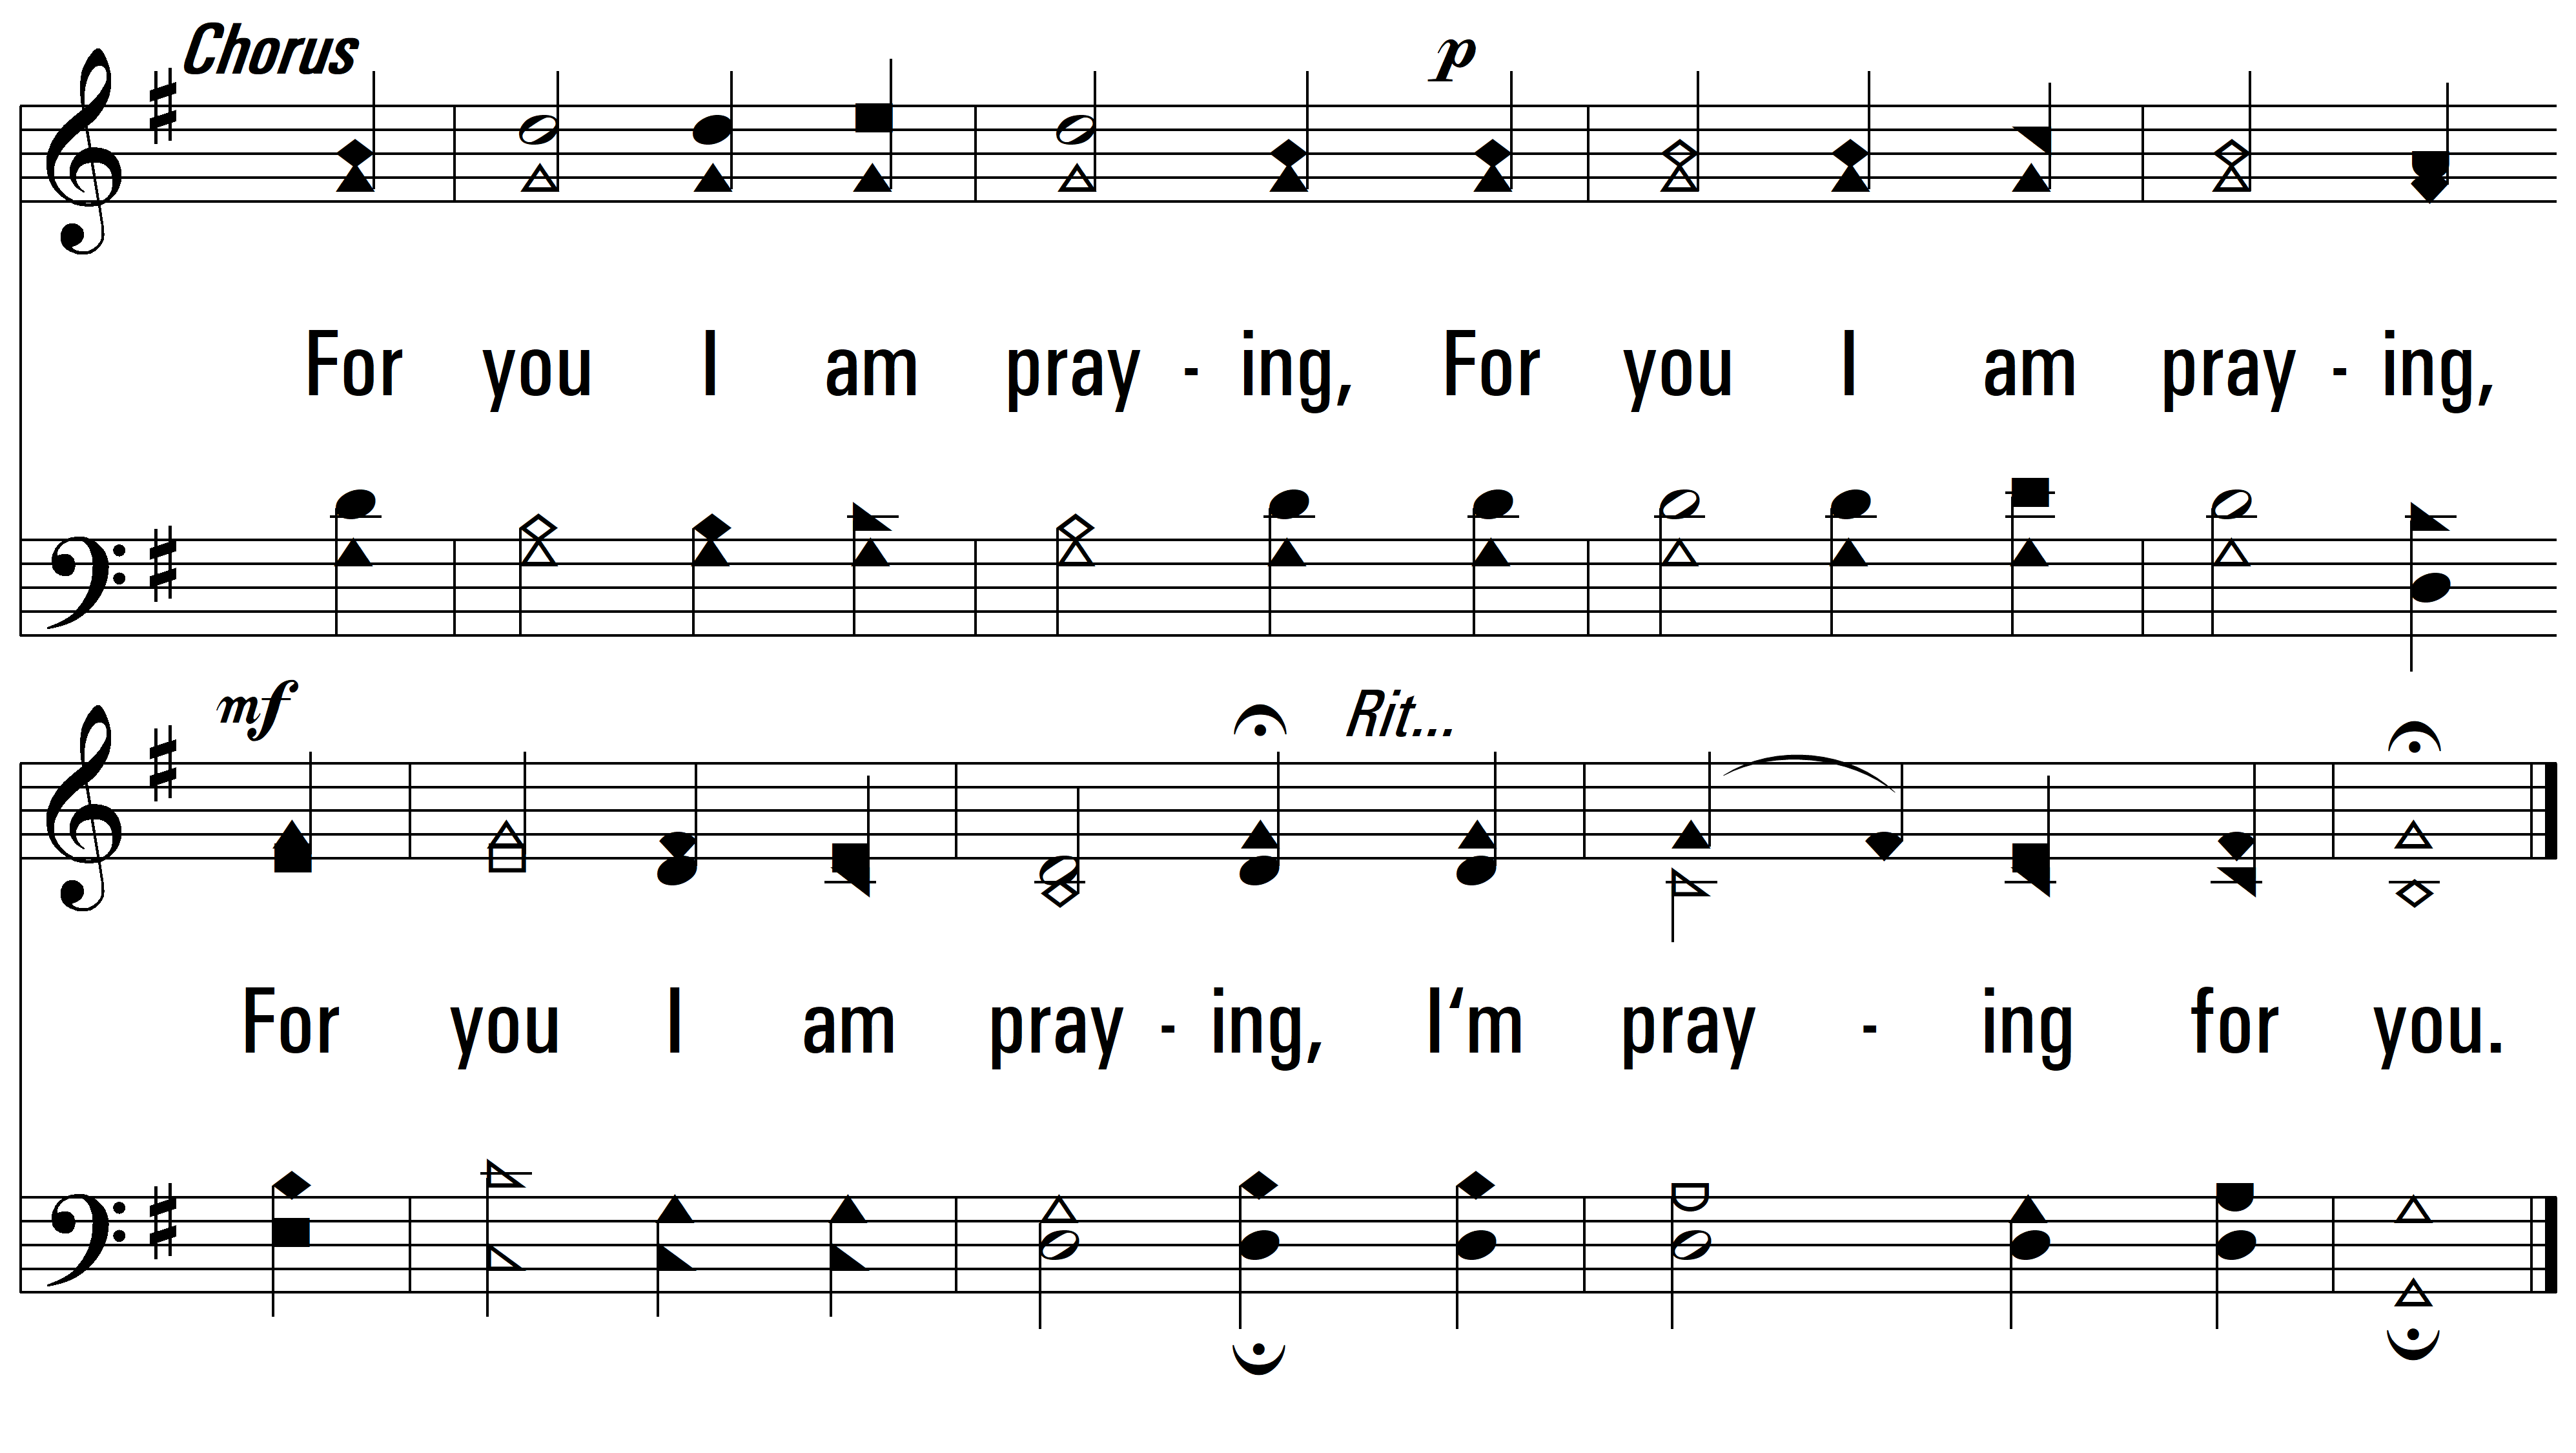 Chorus
p
For you I am pray - ing, For you I am pray - ing,
mf
Rit...
For you I am pray - ing, I‘m pray - ing for you.